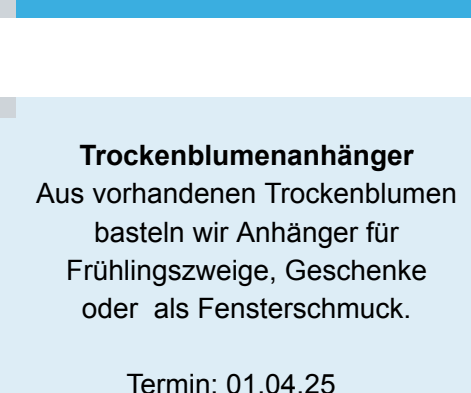 Trockenblumenanhänger
Aus vorhandenen Trockenblumen
basteln wir Anhänger für
Frühlingszweige, Geschenke
oder als Fensterschmuck.
Termin: 01.04.25